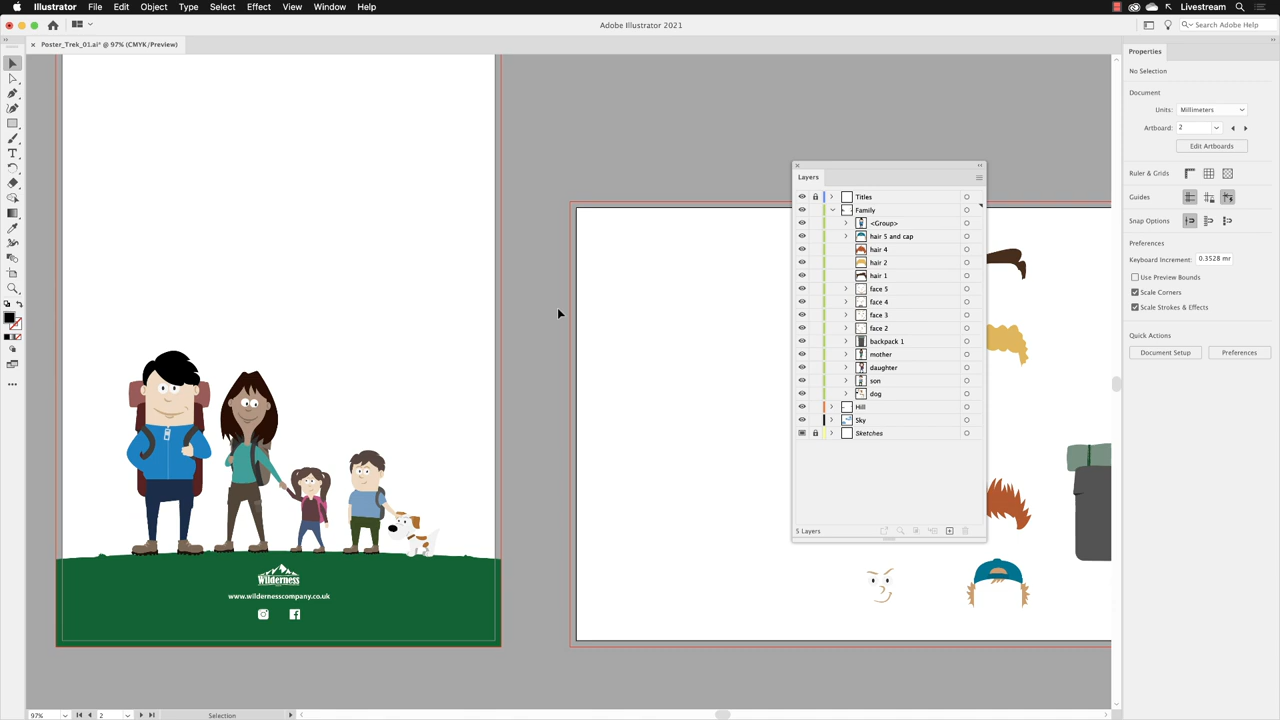 Illustrator File Edit Object Type Select Effect View Window Help
Livestream
Adobe Illustrator 2021
Search Adobe Help
Poster_Trek_01.ai* @ 97% (CMYK/Preview)
Properties
No Selection
Document
Units: Millimeters
Artboard: 2
Edit Artboards
Ruler & Grids
Guides
Snap Options
Preferences
Keyboard Increment: 0.3528 mr
Use Preview Bounds
Scale Corners
Scale Strokes & Effects
Quick Actions
Document Setup Preferences
Layers
Titles
Family
<Group>
hair 5 and cap
hair 4
hair 2
hair 1
face 5
face 4
face 3
face 2
backpack 1
mother
daughter
son
dog
Hill
Sky
Sketches
5 Layers
Wilderness
www.wildernesscompany.co.uk
97% 2 Selection